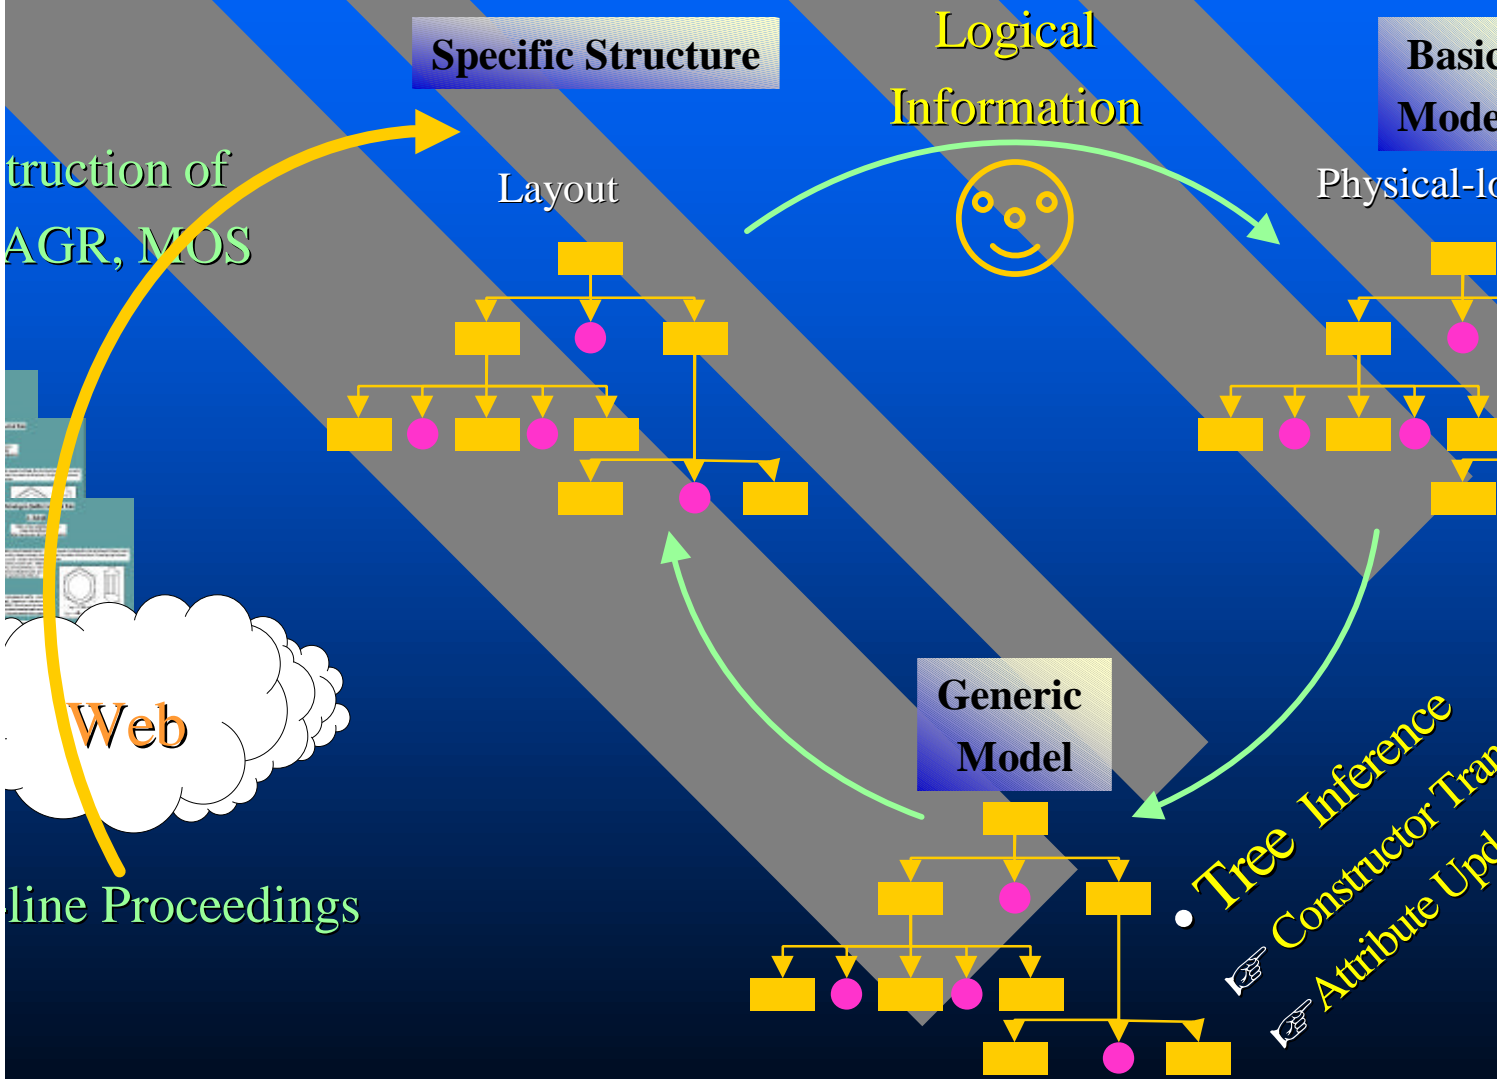 Specific Structure
Logical
Information
Basic
Mode
truction of
AGR, MOS
Layout
Physical-lo
Generic
Model
Web
line Proceedings
• Tree Inference
☞ Constructor Tran
☞ Attribute Upd